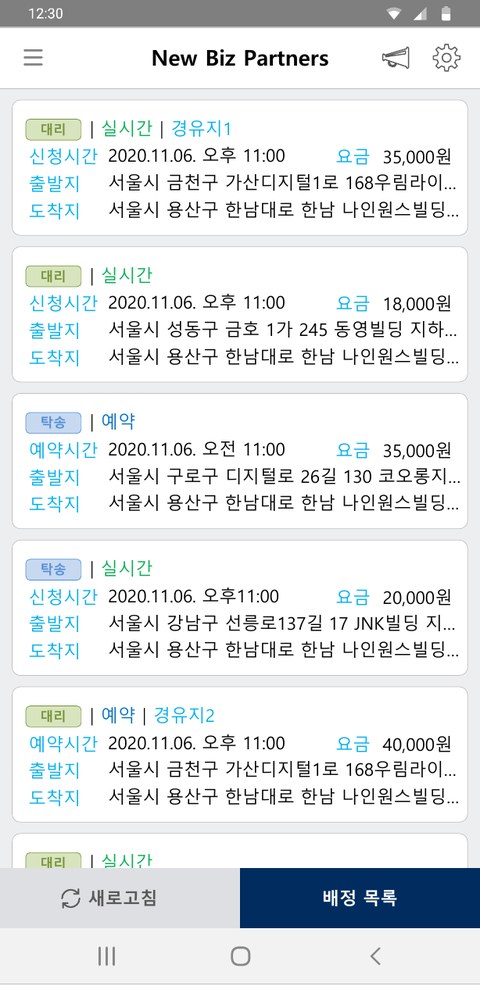 12:30
New Biz Partners
대리 | 실시간 | 경유지1
신청시간 2020.11.06. 오후 11:00 요금 35,000원
출발지 서울시 금천구 가산디지털1로 168우림라이...
도착지 서울시 용산구 한남대로 한남 나인원스빌딩...
대리 | 실시간
신청시간 2020.11.06. 오후 11:00 요금 18,000원
출발지 서울시 성동구 금호 1가 245 동영빌딩 지하...
도착지 서울시 용산구 한남대로 한남 나인원스빌딩...
탁송 | 예약
예약시간 2020.11.06. 오전 11:00 요금 35,000원
출발지 서울시 구로구 디지털로 26길 130 코오롱지...
도착지 서울시 용산구 한남대로 한남 나인원스빌딩...
탁송 | 실시간
신청시간 2020.11.06. 오후11:00 요금 20,000원
출발지 서울시 강남구 선릉로137길 17 JNK빌딩 지...
도착지 서울시 용산구 한남대로 한남 나인원스빌딩...
대리 | 예약 | 경유지2
예약시간 2020.11.06. 오후 11:00 요금 40,000원
출발지 서울시 금천구 가산디지털1로 168우림라이...
도착지 서울시 용산구 한남대로 한남 나인원스빌딩...
대리 | 실시간
새로고침 배정 목록